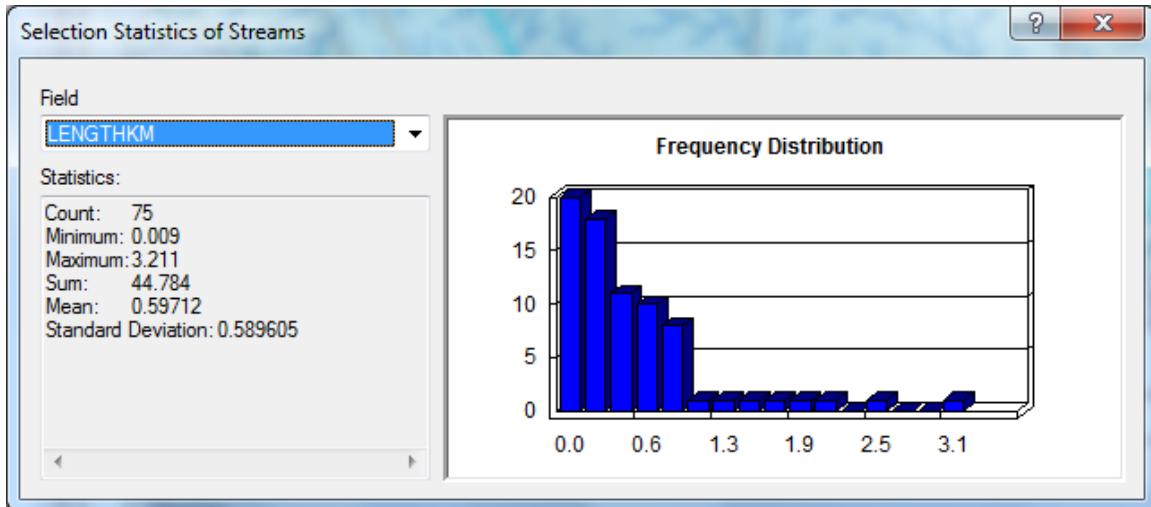 Selection Statistics of Streams
?
X
Field
LENGTHKM
Statistics:
Count: 75
Minimum: 0.009
Maximum: 3.211
Sum: 44.784
Mean: 0.59712
Standard Deviation: 0.589605
Frequency Distribution
20
15
10
5
0
0.0 0.6 1.3 1.9 2.5 3.1